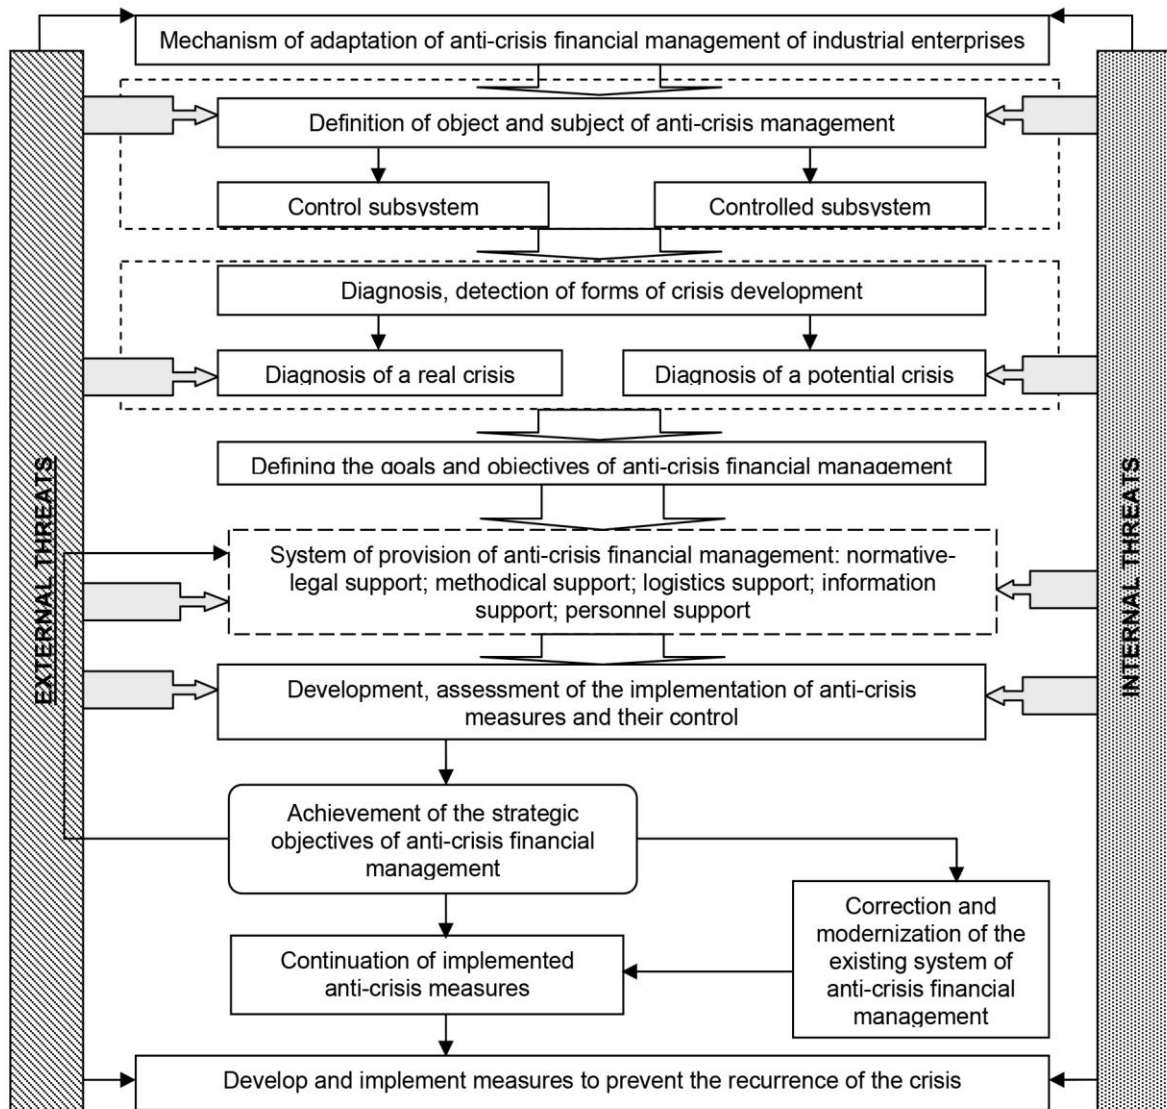 Mechanism of adaptation of anti-crisis financial management of industrial enterprises
Definition of object and subject of anti-crisis management
Control subsystem
Controlled subsystem
Diagnosis, detection of forms of crisis development
Diagnosis of a real crisis
Diagnosis of a potential crisis
Defining the goals and objectives of anti-crisis financial management
System of provision of anti-crisis financial management: normative-
legal support; methodical support; logistics support; information
support; personnel support
Development, assessment of the implementation of anti-crisis
measures and their control
Achievement of the strategic
objectives of anti-crisis financial
management
Correction and
modernization of the
existing system of
anti-crisis financial
management
Continuation of implemented
anti-crisis measures
Develop and implement measures to prevent the recurrence of the crisis
EXTERNAL THREATS
INTERNAL THREATS